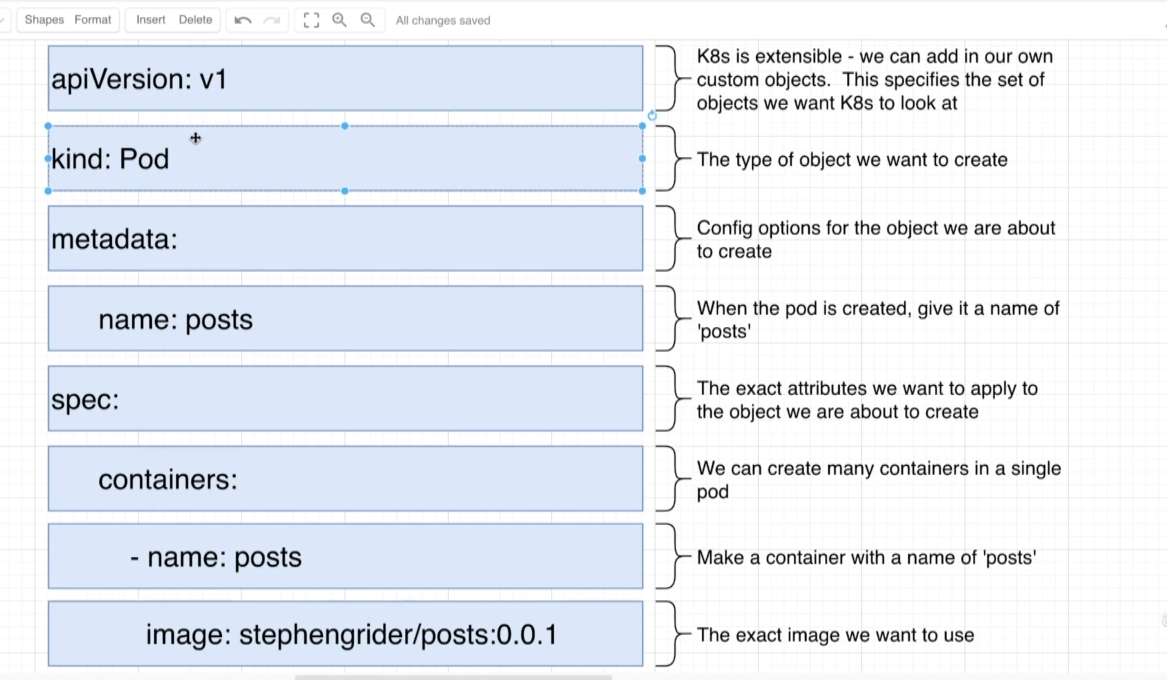 Shapes Format Insert Delete All changes saved
apiVersion: v1
K8s is extensible - we can add in our own
custom objects. This specifies the set of
objects we want K8s to look at
kind: Pod
The type of object we want to create
metadata:
Config options for the object we are about
to create
name: posts
When the pod is created, give it a name of
'posts'
spec:
The exact attributes we want to apply to
the object we are about to create
containers:
We can create many containers in a single
pod
- name: posts
Make a container with a name of 'posts'
image: stephengrider/posts:0.0.1
The exact image we want to use